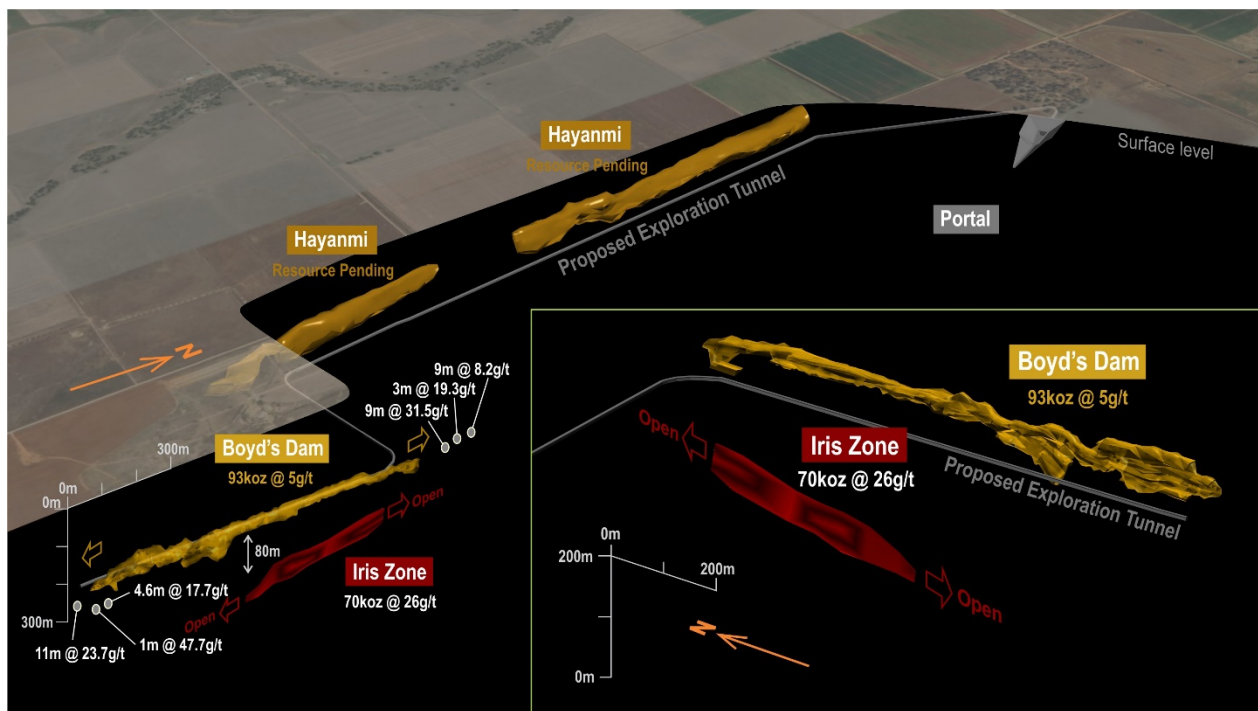 Hayanmi
Resource Pending
Surface level
Proposed Exploration Tunnel
Portal
Hayanmi
Resource Pending
N
9m @ 8.2g/t
3m @ 19.3g/t
9m @ 31.5g/t
300m
0m
0m
Boyd's Dam
93koz @ 5g/t
Open
80m
Iris Zone
70koz @ 26g/t
Open
4.6m @ 17.7g/t
1m @ 47.7g/t
11m @ 23.7g/t
300m
Boyd's Dam
93koz @ 5g/t
Open
Iris Zone
70koz @ 26g/t
Proposed Exploration Tunnel
0m
200m
200m
Open
N
0m